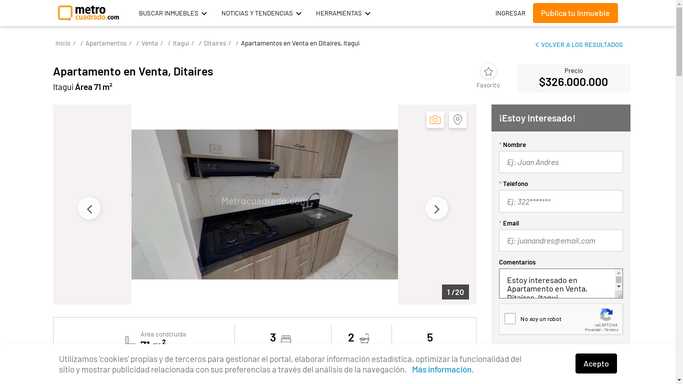 metro
cuadrado.com
BUSCAR INMUEBLES
NOTICIAS Y TENDENCIAS
HERRAMIENTAS
INGRESAR
Publica tu Inmueble
Inicio / / Apartamentos / / Venta / / Itagui / / Ditaires / / Apartamentos en Venta en Ditaires, Itagui
VOLVER A LOS RESULTADOS
Apartamento en Venta, Ditaires
Itagui Área 71 m²
Favorito
Precio
$326.000.000
Metrocuadrado.com
1 / 20
¡Estoy Interesado!
* Nombre
Ej: Juan Andres
* Telefono
Ej: 322*******
* Email
Ej: juanandres@email.com
Comentarios
Estoy interesado en
Apartamento en Venta,
Ditaires, Itagui
No soy un robot
reCAPTCHA
Privacidad - Términos
Área construida
71 m²
3
2
5
Utilizamos 'cookies' propias y de terceros para gestionar el portal, elaborar información estadística, optimizar la funcionalidad del
sitio y mostrar publicidad relacionada con sus preferencias a través del análisis de la navegación. Más información.
Acepto